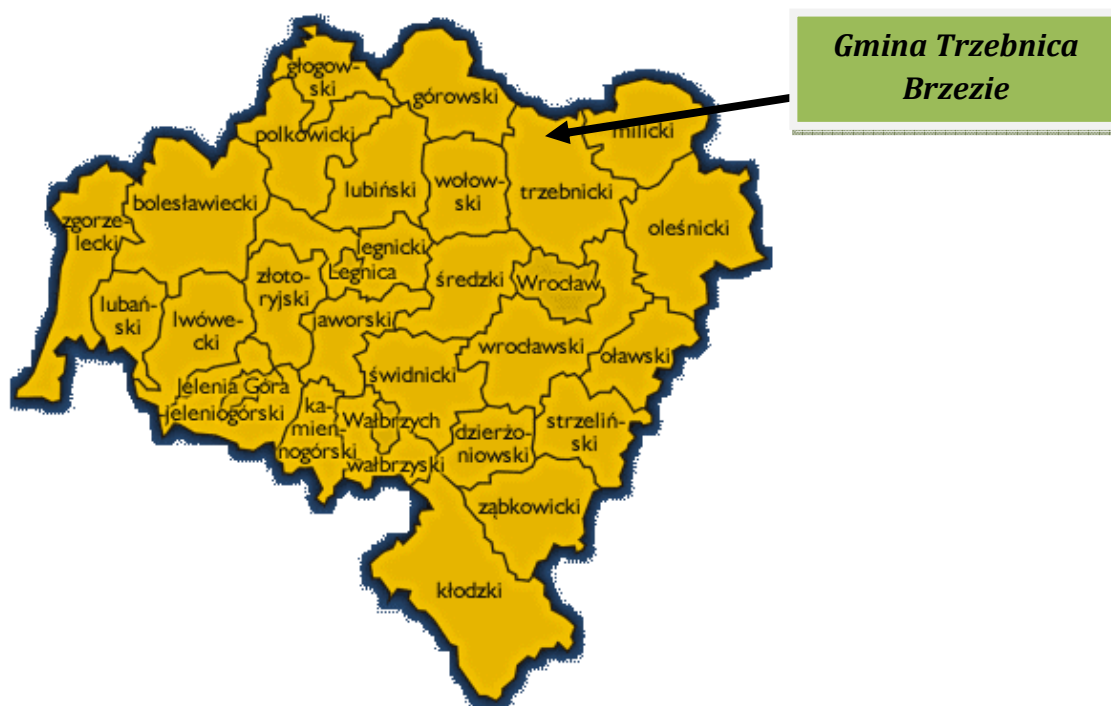 Gmina Trzebnica
Brzezie
głogow-
ski
górowski
polkowicki
milicki
lubiński
wołow-
ski
trzebnicki
bolesławiecki
zgorze-
lecki
oleśnicki
legnicki
Legnica
złoto-
ryjski
średzki
Wrocław
lubań-
ski
lwówe-
cki
jaworski
wrocławski
oławski
świdnicki
Jelenia Góra
jeleniogórski
ka-
mien-
nogórski
Wałbrzych
wałbrzyski
dzierżo-
niowski
strzeliń-
ski
ząbkowicki
kłodzki